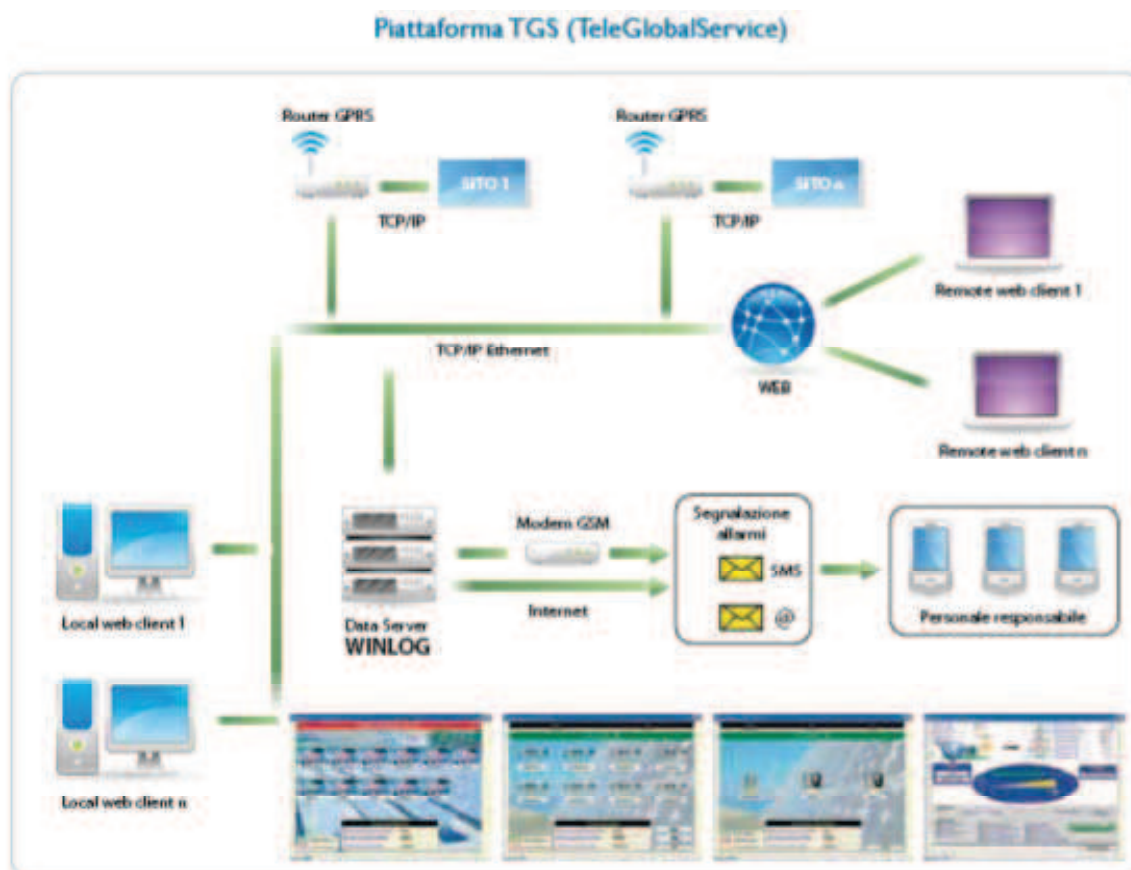 Piattaforma TGS (TeleGlobalService)
Router GPRS
Router GPRS
SITO 1
SITO n
TCP/IP
TCP/IP
Remote web client 1
TCP/IP Ethernet
WEB
Remote web client n
Modem GSM
Segnalazione
allarmi
SMS
@
Internet
Local web client 1
Data Server
WINLOG
Personale responsabile
Local web client n